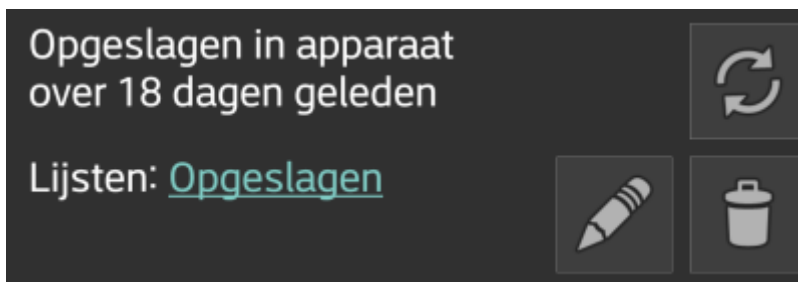 Opgeslagen in apparaat
over 18 dagen geleden
Lijsten: Opgeslagen